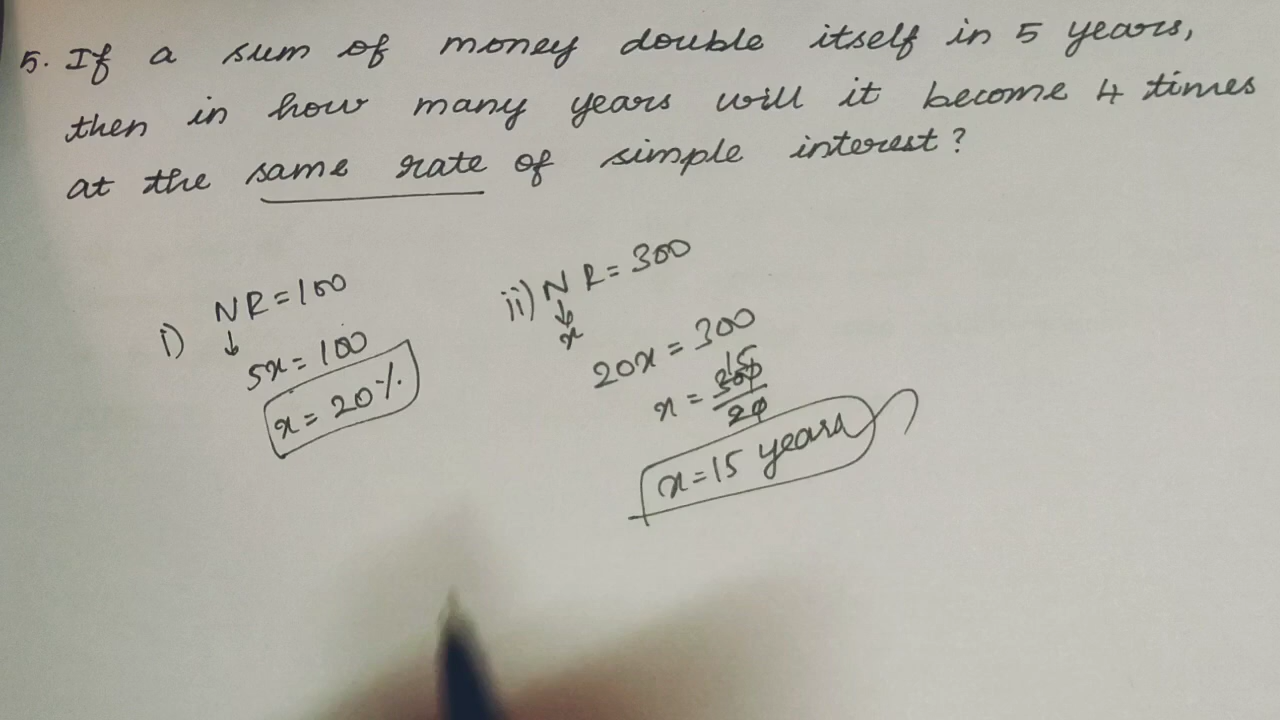 5. If a sum of money double itself in 5 years,
then in how many years will it become 4 times
at the same rate of simple interest?
i) NR = 100
↓
5x = 100
x = 20%
ii) NR = 300
↓
x
20x = 300
15
x = 300
20
x = 15 years